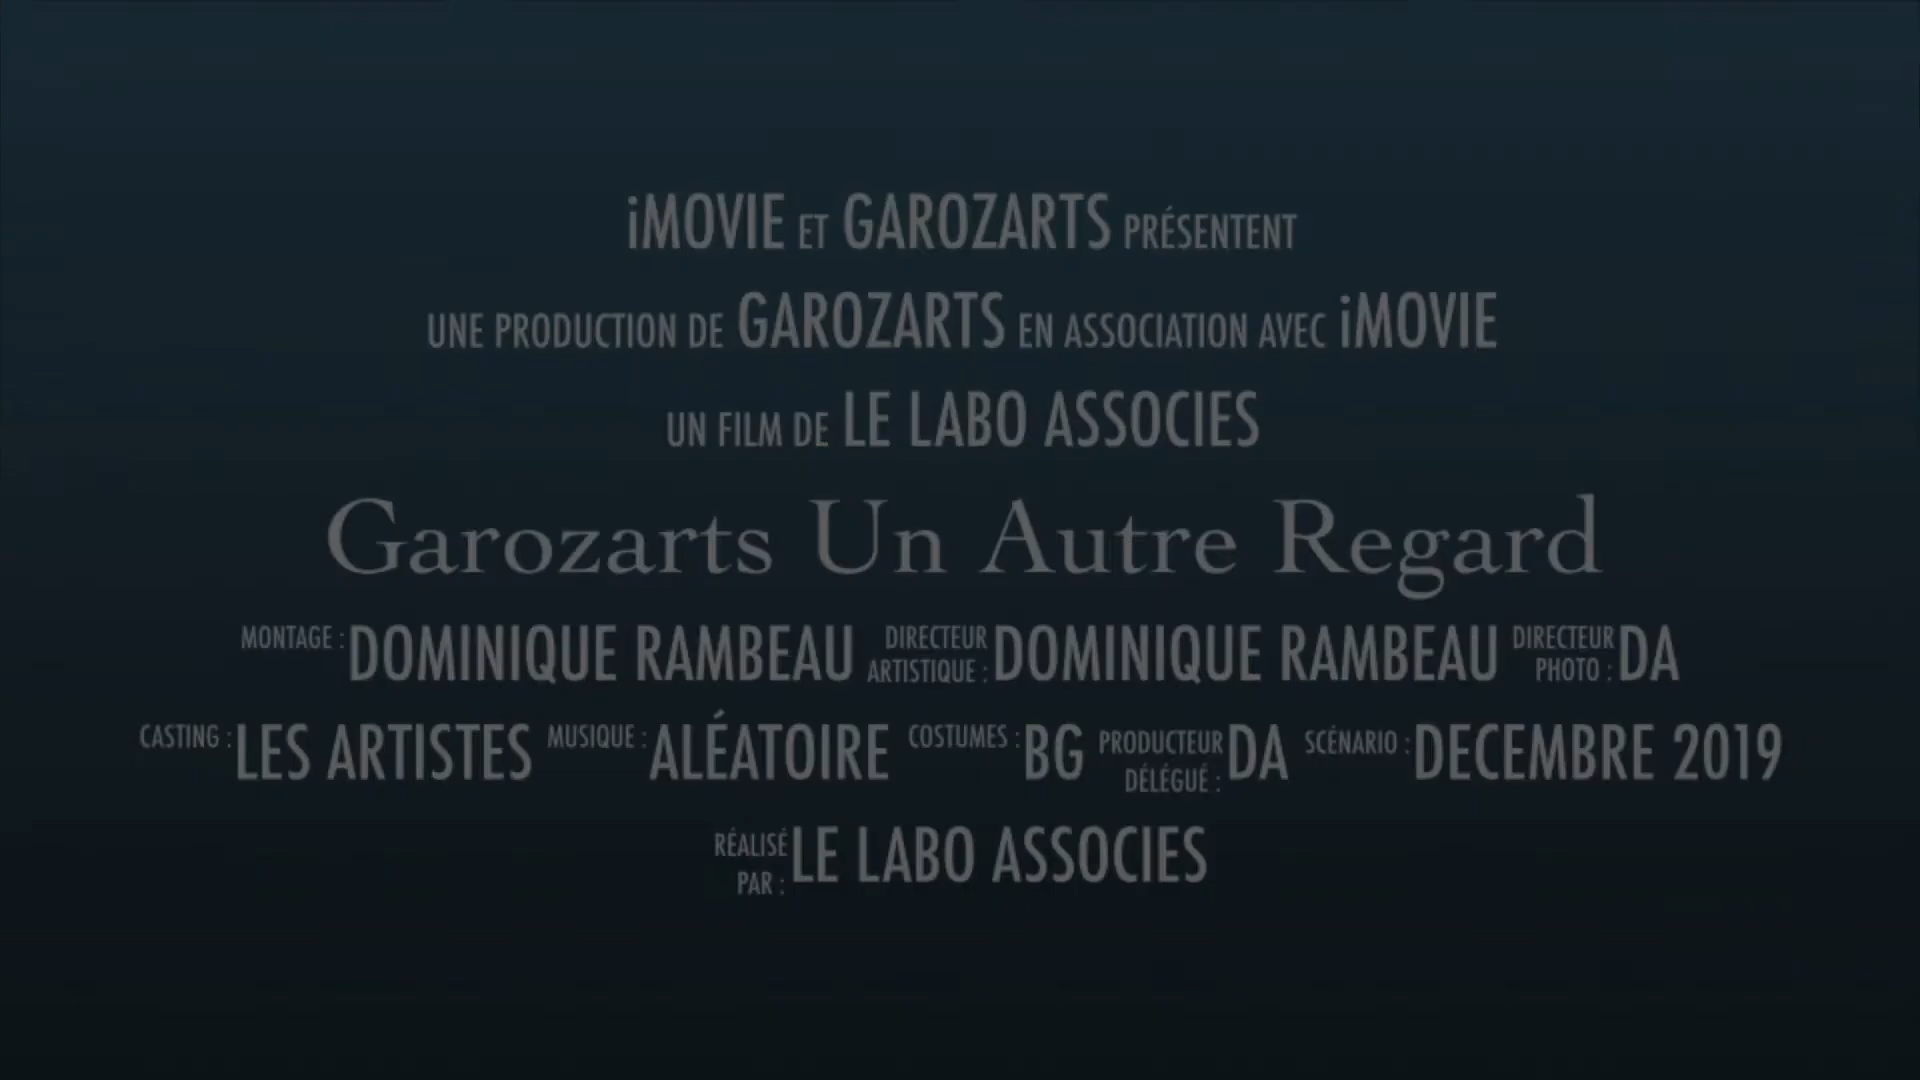 iMOVIE ET GAROZARTS PRÉSENTENT
UNE PRODUCTION DE GAROZARTS EN ASSOCIATION AVEC iMOVIE
UN FILM DE LE LABO ASSOCIES
Garozarts Un Autre Regard
MONTAGE : DOMINIQUE RAMBEAU DIRECTEUR ARTISTIQUE : DOMINIQUE RAMBEAU DIRECTEUR PHOTO : DA
CASTING : LES ARTISTES MUSIQUE : ALÉATOIRE COSTUMES : BG PRODUCTEUR DÉLÉGUÉ : DA SCÉNARIO : DECEMBRE 2019
RÉALISÉ PAR : LE LABO ASSOCIES